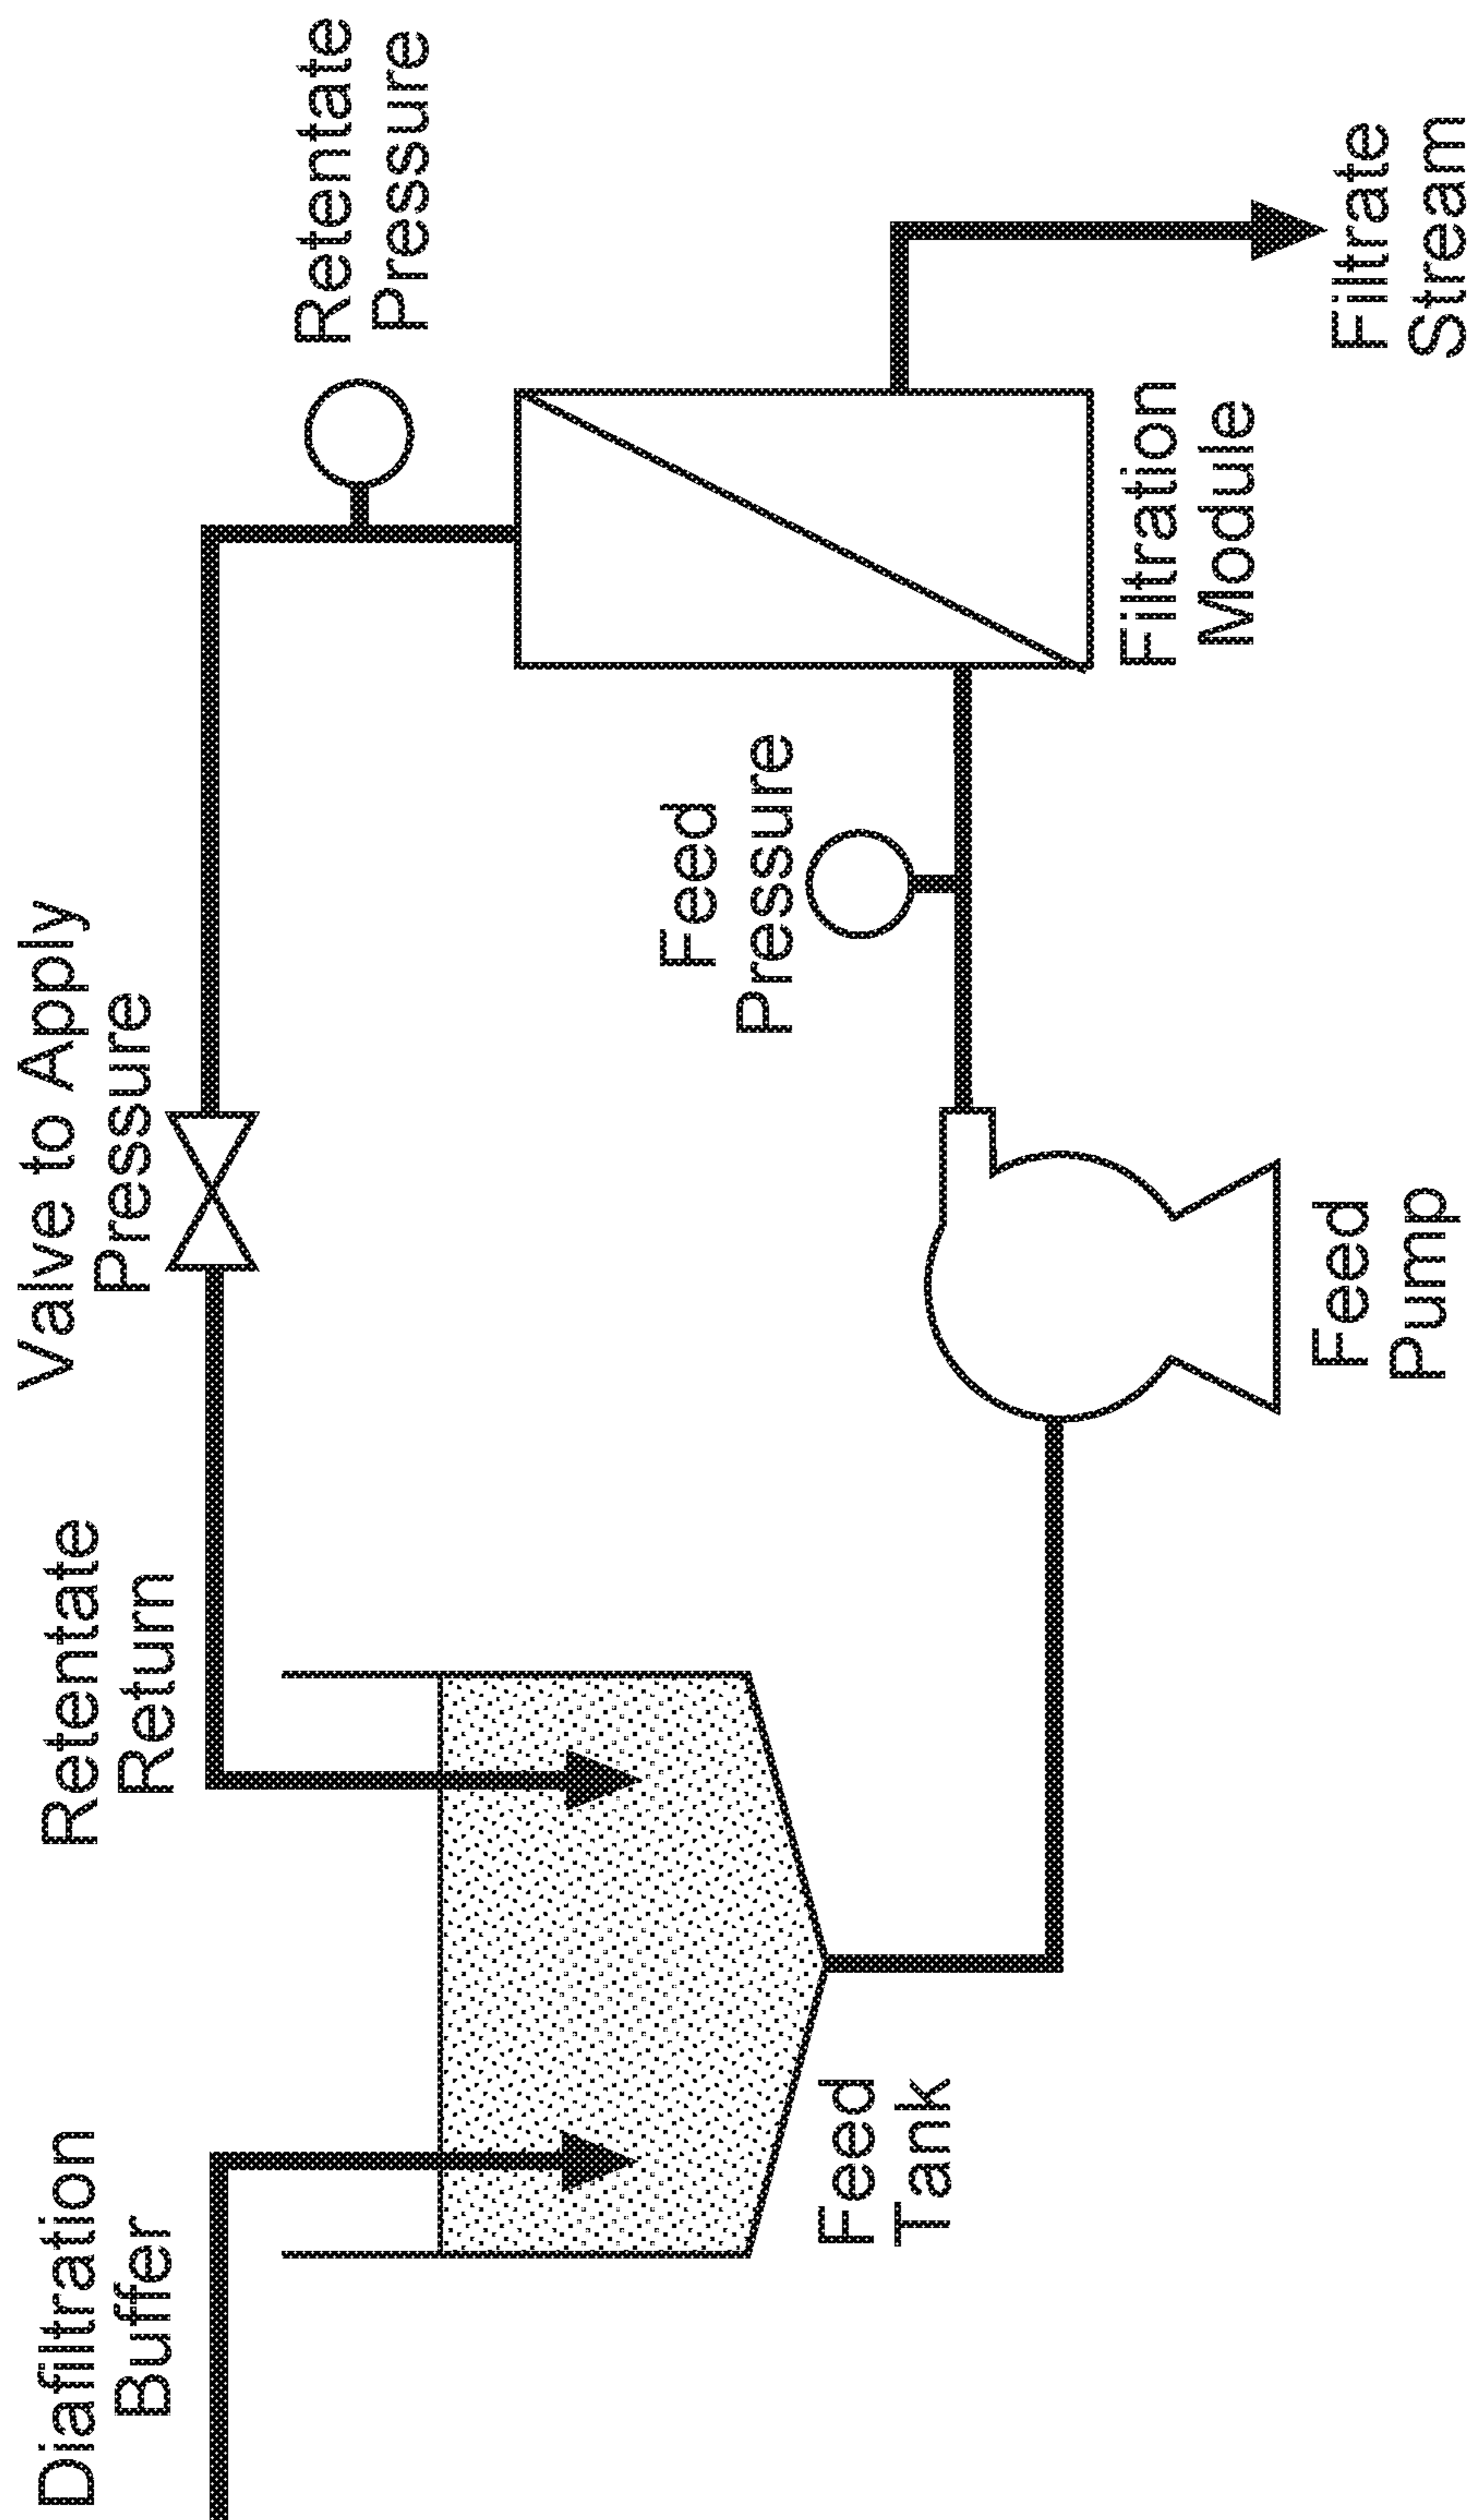 Diafiltration
Buffer
Retentate
Return
Valve to Apply
Pressure
Retentate
Pressure
Feed
Pressure
Feed
Tank
Feed
Pump
Filtration
Module
Filtrate
Stream